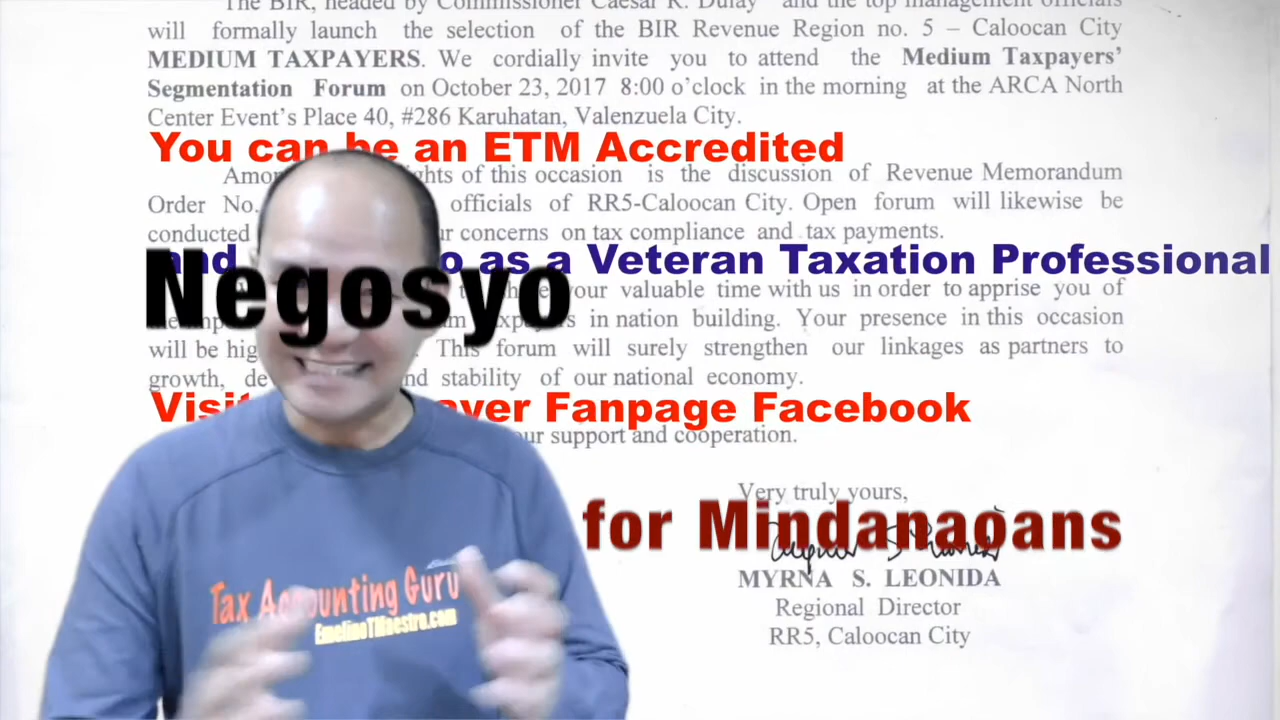 The BIR, headed by Commissioner Caesar R. Dulay and the top management officials
will formally launch the selection of the BIR Revenue Region no. 5 – Caloocan City
MEDIUM TAXPAYERS. We cordially invite you to attend the Medium Taxpayers'
Segmentation Forum on October 23, 2017 8:00 o'clock in the morning at the ARCA North
Center Event's Place 40, #286 Karuhatan, Valenzuela City.
You can be an ETM Accredited
of this occasion is the discussion of Revenue Memorandum
Order No. officials of RR5-Caloocan City. Open forum will likewise be
conducted concerns on tax compliance and tax payments.
and as a Veteran Taxation Professional
Negosyo
your valuable time with us in order to apprise you of
in nation building. Your presence in this occasion
will be This forum will surely strengthen our linkages as partners to
growth, and stability of our national economy.
Visit Fanpage Facebook
support and cooperation.
Very truly yours,
for Mindanaoans
MYRNA S. LEONIDA
Regional Director
RR5, Caloocan City
Tax Accounting Guru
EmelinoTMaestro.com